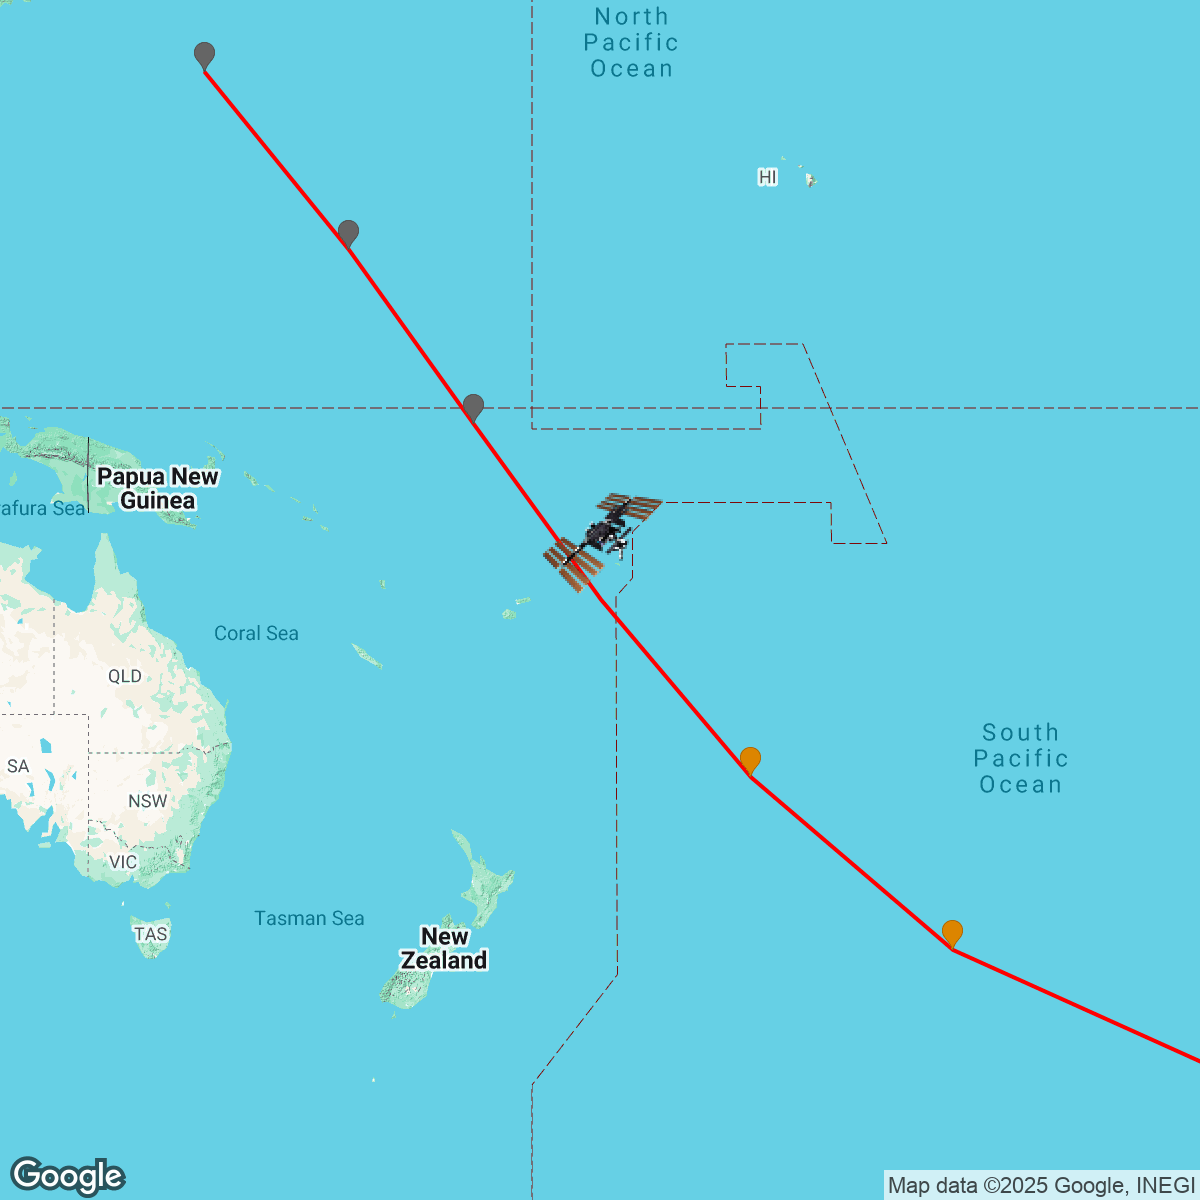 North
Pacific
Ocean
HI
Papua New
Guinea
afura Sea
Coral Sea
QLD
South
Pacific
Ocean
SA
NSW
VIC
Tasman Sea
TAS
New
Zealand
Google
Map data ©2025 Google, INEGI